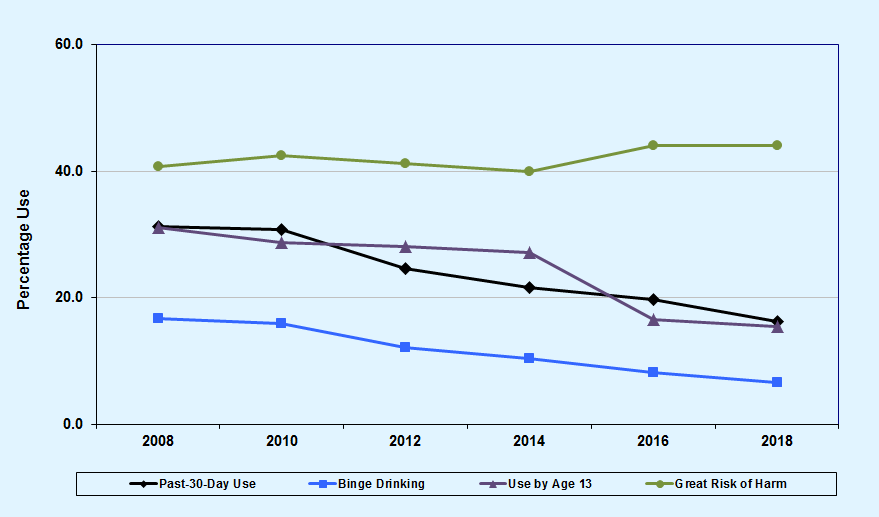 60.0
40.0
20.0
0.0
Percentage Use
2008 2010 2012 2014 2016 2018
Past-30-Day Use Binge Drinking Use by Age 13 Great Risk of Harm